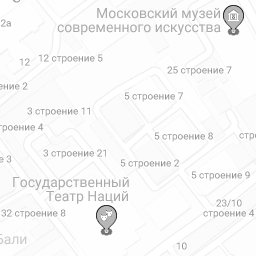 Московский музей
современного искусства
2а
12
12 строение 5
25 строение 7
5 строение 7
3 строение 11
строение 4
5 строение 8
3 строение 21
5 строение 2
5 строение 9
Государственный
Театр Наций
32 строение 8
23/10
строение 4
Бали
10